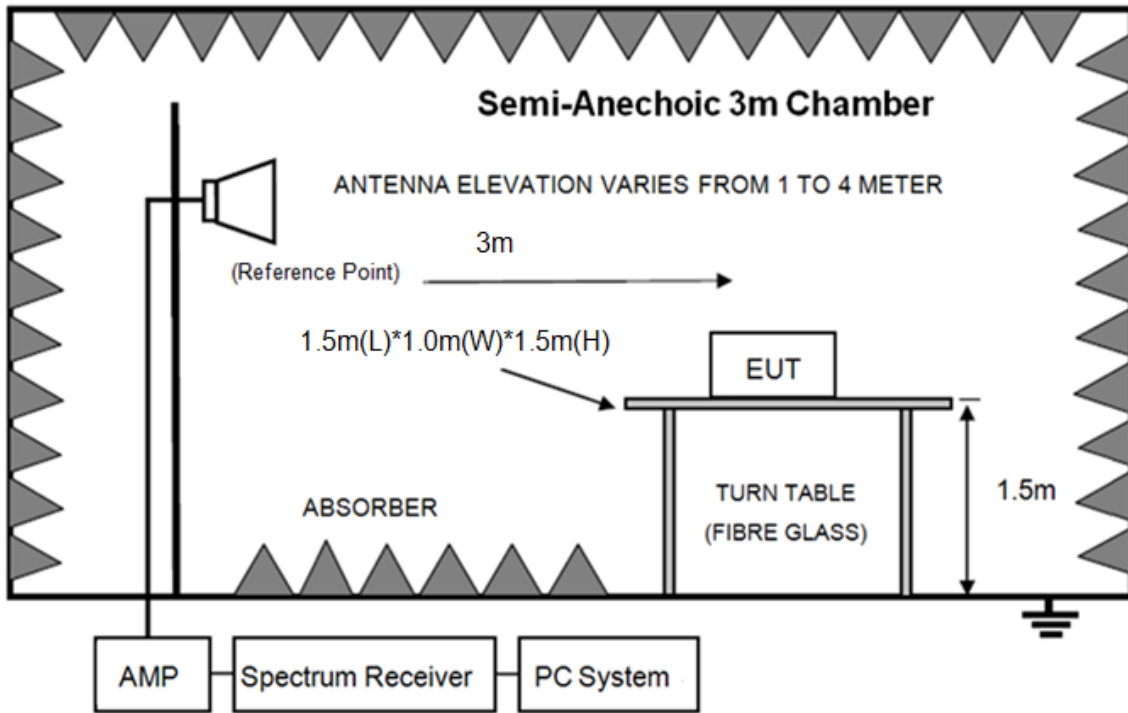 Semi-Anechoic 3m Chamber
ANTENNA ELEVATION VARIES FROM 1 TO 4 METER
3m
(Reference Point)
1.5m(L)*1.0m(W)*1.5m(H)
EUT
ABSORBER
TURN TABLE
(FIBRE GLASS)
1.5m
AMP
Spectrum Receiver
PC System